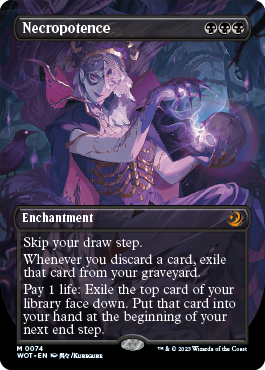 Necropotence
Enchantment
Skip your draw step.
Whenever you discard a card, exile
that card from your graveyard.
Pay 1 life: Exile the top card of your
library face down. Put that card into
your hand at the beginning of your
next end step.
M 0074
WOT • EN Kuregure
™ & © 2023 Wizards of the Coast